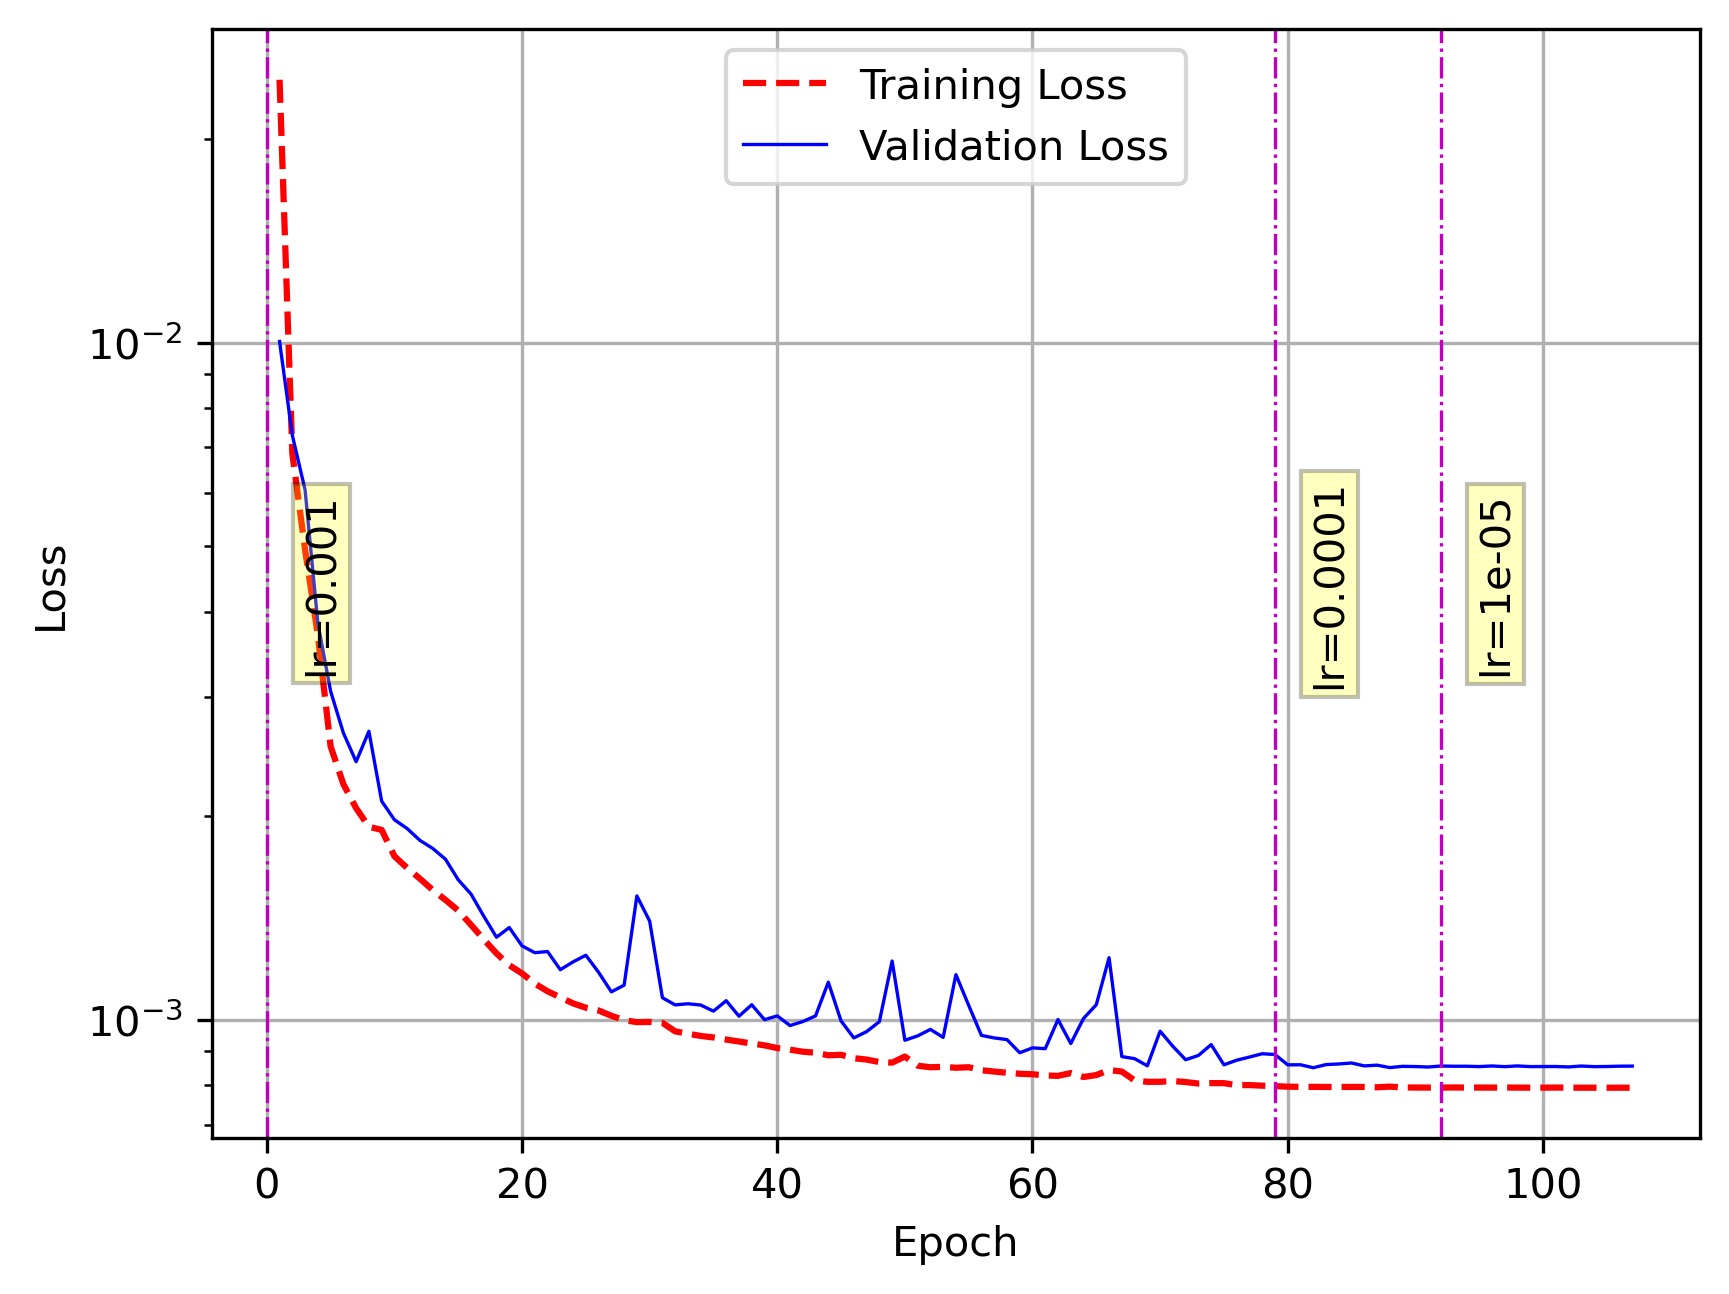 Training Loss
Validation Loss
10⁻²
10⁻³
Loss
lr=0.001
lr=0.0001
lr=1e-05
0 20 40 60 80 100
Epoch